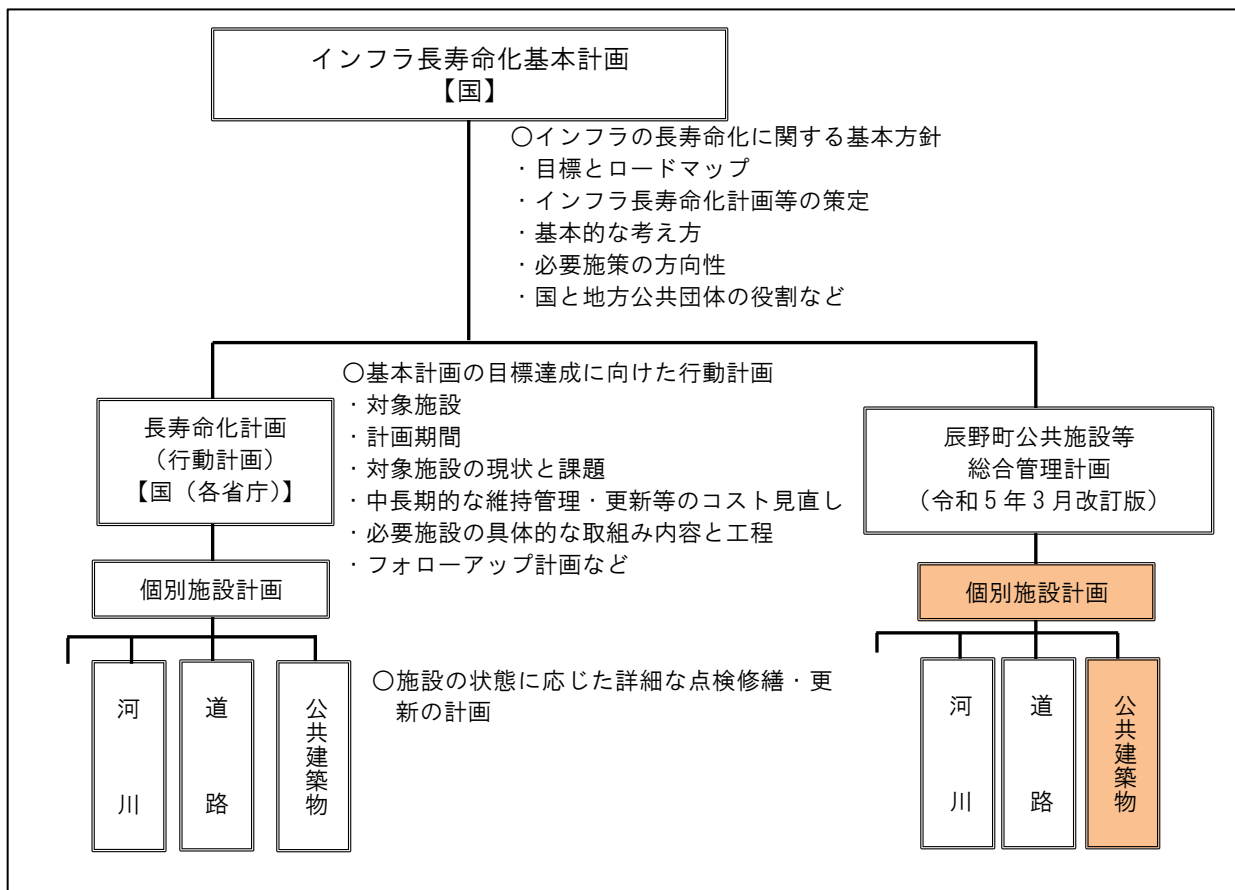 インフラ長寿命化基本計画
【国】
〇インフラの長寿命化に関する基本方針
・目標とロードマップ
・インフラ長寿命化計画等の策定
・基本的な考え方
・必要施策の方向性
・国と地方公共団体の役割など
〇基本計画の目標達成に向けた行動計画
・対象施設
・計画期間
・対象施設の現状と課題
・中長期的な維持管理・更新等のコスト見直し
・必要施設の具体的な取組み内容と工程
・フォローアップ計画など
長寿命化計画
（行動計画）
【国（各省庁）】
辰野町公共施設等
総合管理計画
（令和５年３月改訂版）
個別施設計画
個別施設計画
河川
道路
公共建築物
〇施設の状態に応じた詳細な点検修繕・更
新の計画
河川
道路
公共建築物